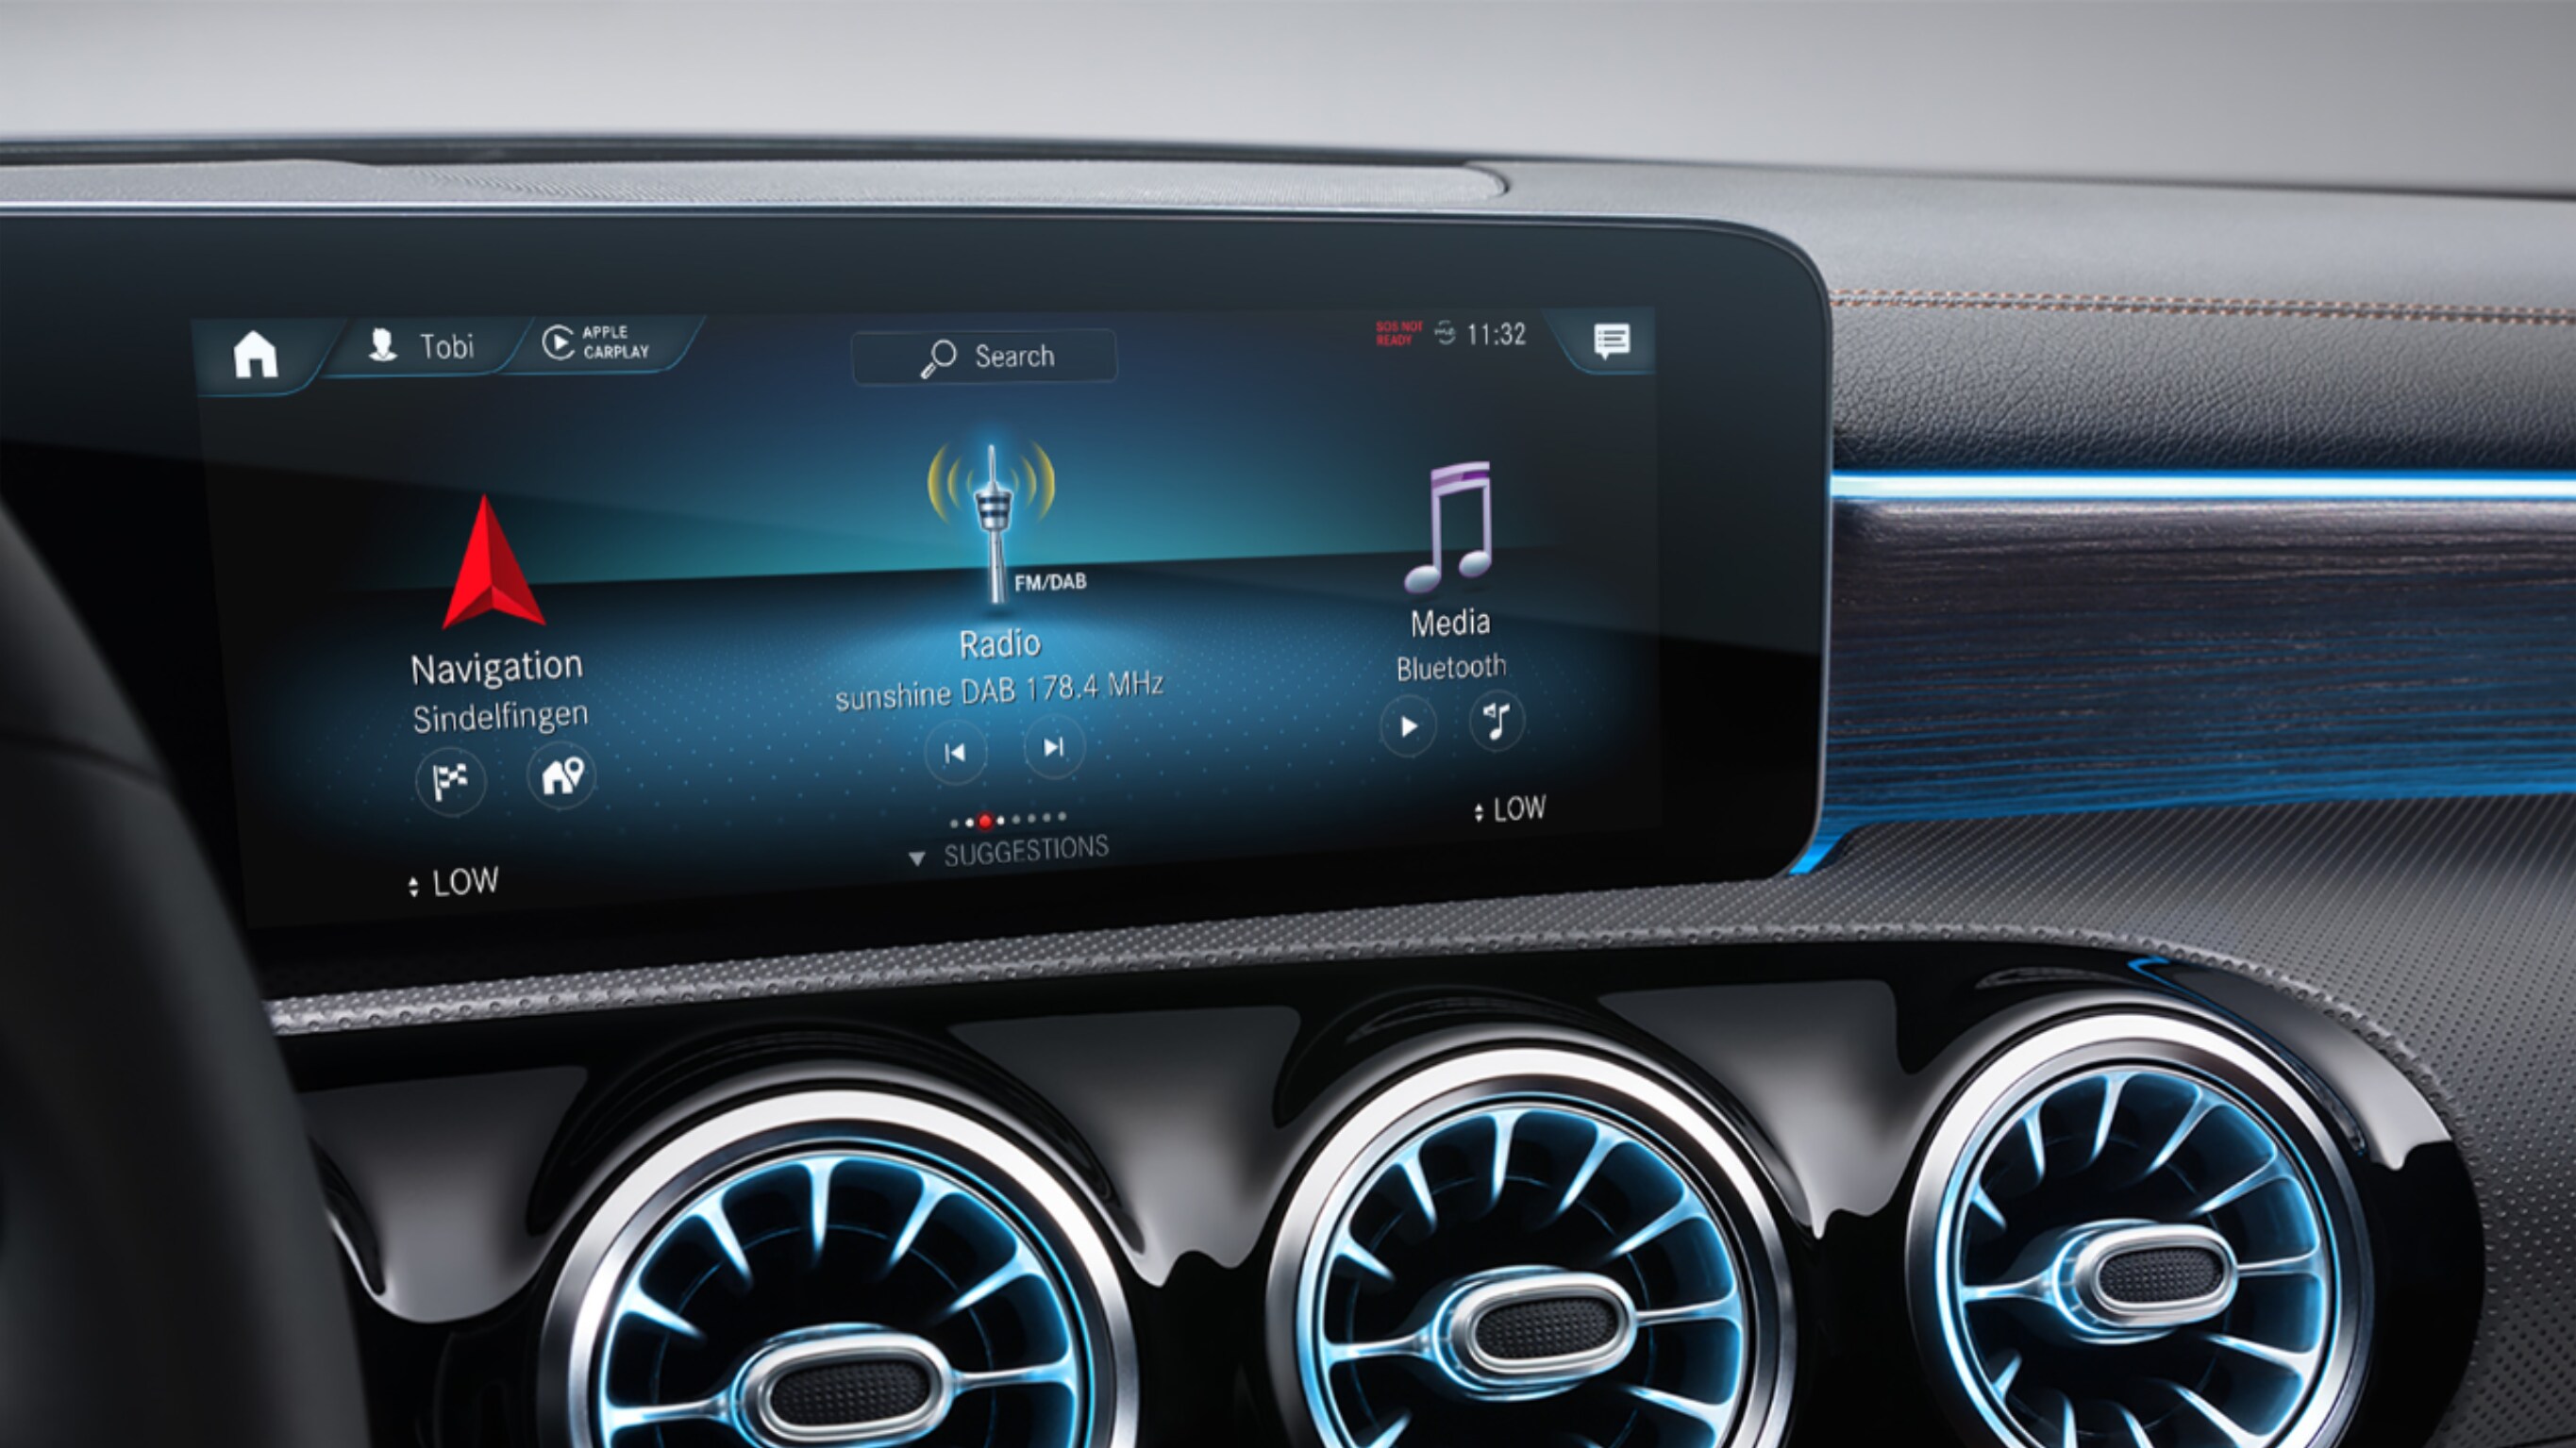 Tobi
APPLE
CARPLAY
Search
SOS NOT
READY
me
11:32
FM/DAB
Navigation
Sindelfingen
Radio
sunshine DAB 178.4 MHz
Media
Bluetooth
LOW
SUGGESTIONS
LOW